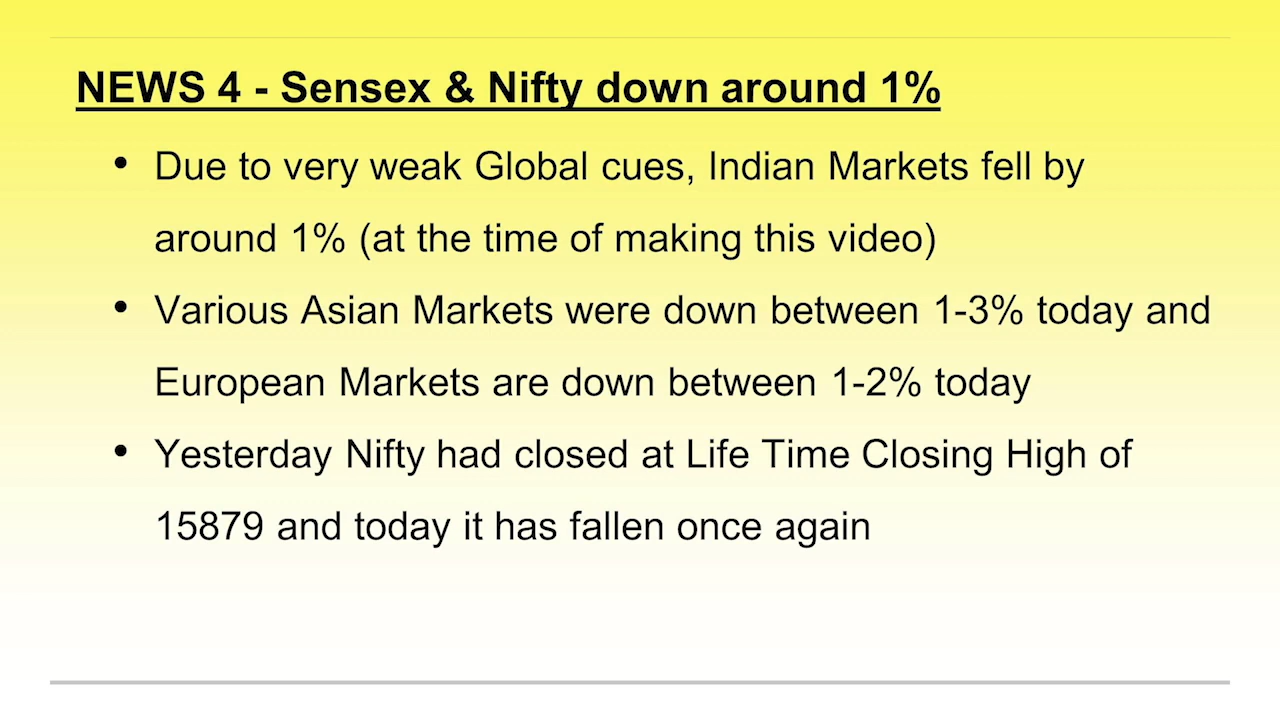 NEWS 4 - Sensex & Nifty down around 1%
• Due to very weak Global cues, Indian Markets fell by
around 1% (at the time of making this video)
• Various Asian Markets were down between 1-3% today and
European Markets are down between 1-2% today
• Yesterday Nifty had closed at Life Time Closing High of
15879 and today it has fallen once again